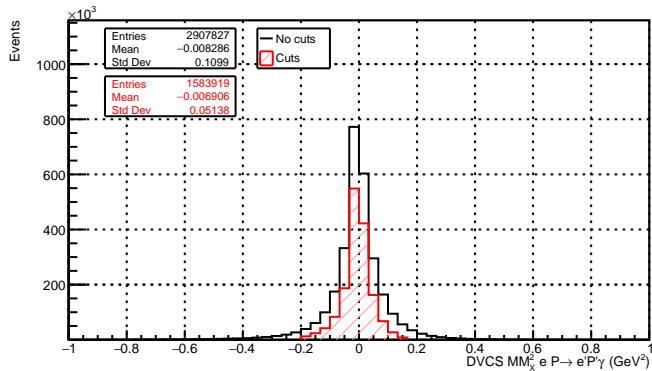 ×10³
Events
Entries 2907827
Mean −0.008286
Std Dev 0.1099
No cuts
Cuts
Entries 1583919
Mean −0.006906
Std Dev 0.05138
1000
800
600
400
200
−1 −0.8 −0.6 −0.4 −0.2 0 0.2 0.4 0.6 0.8 1
DVCS MM²ₓ e P→ e'P'γ (GeV²)